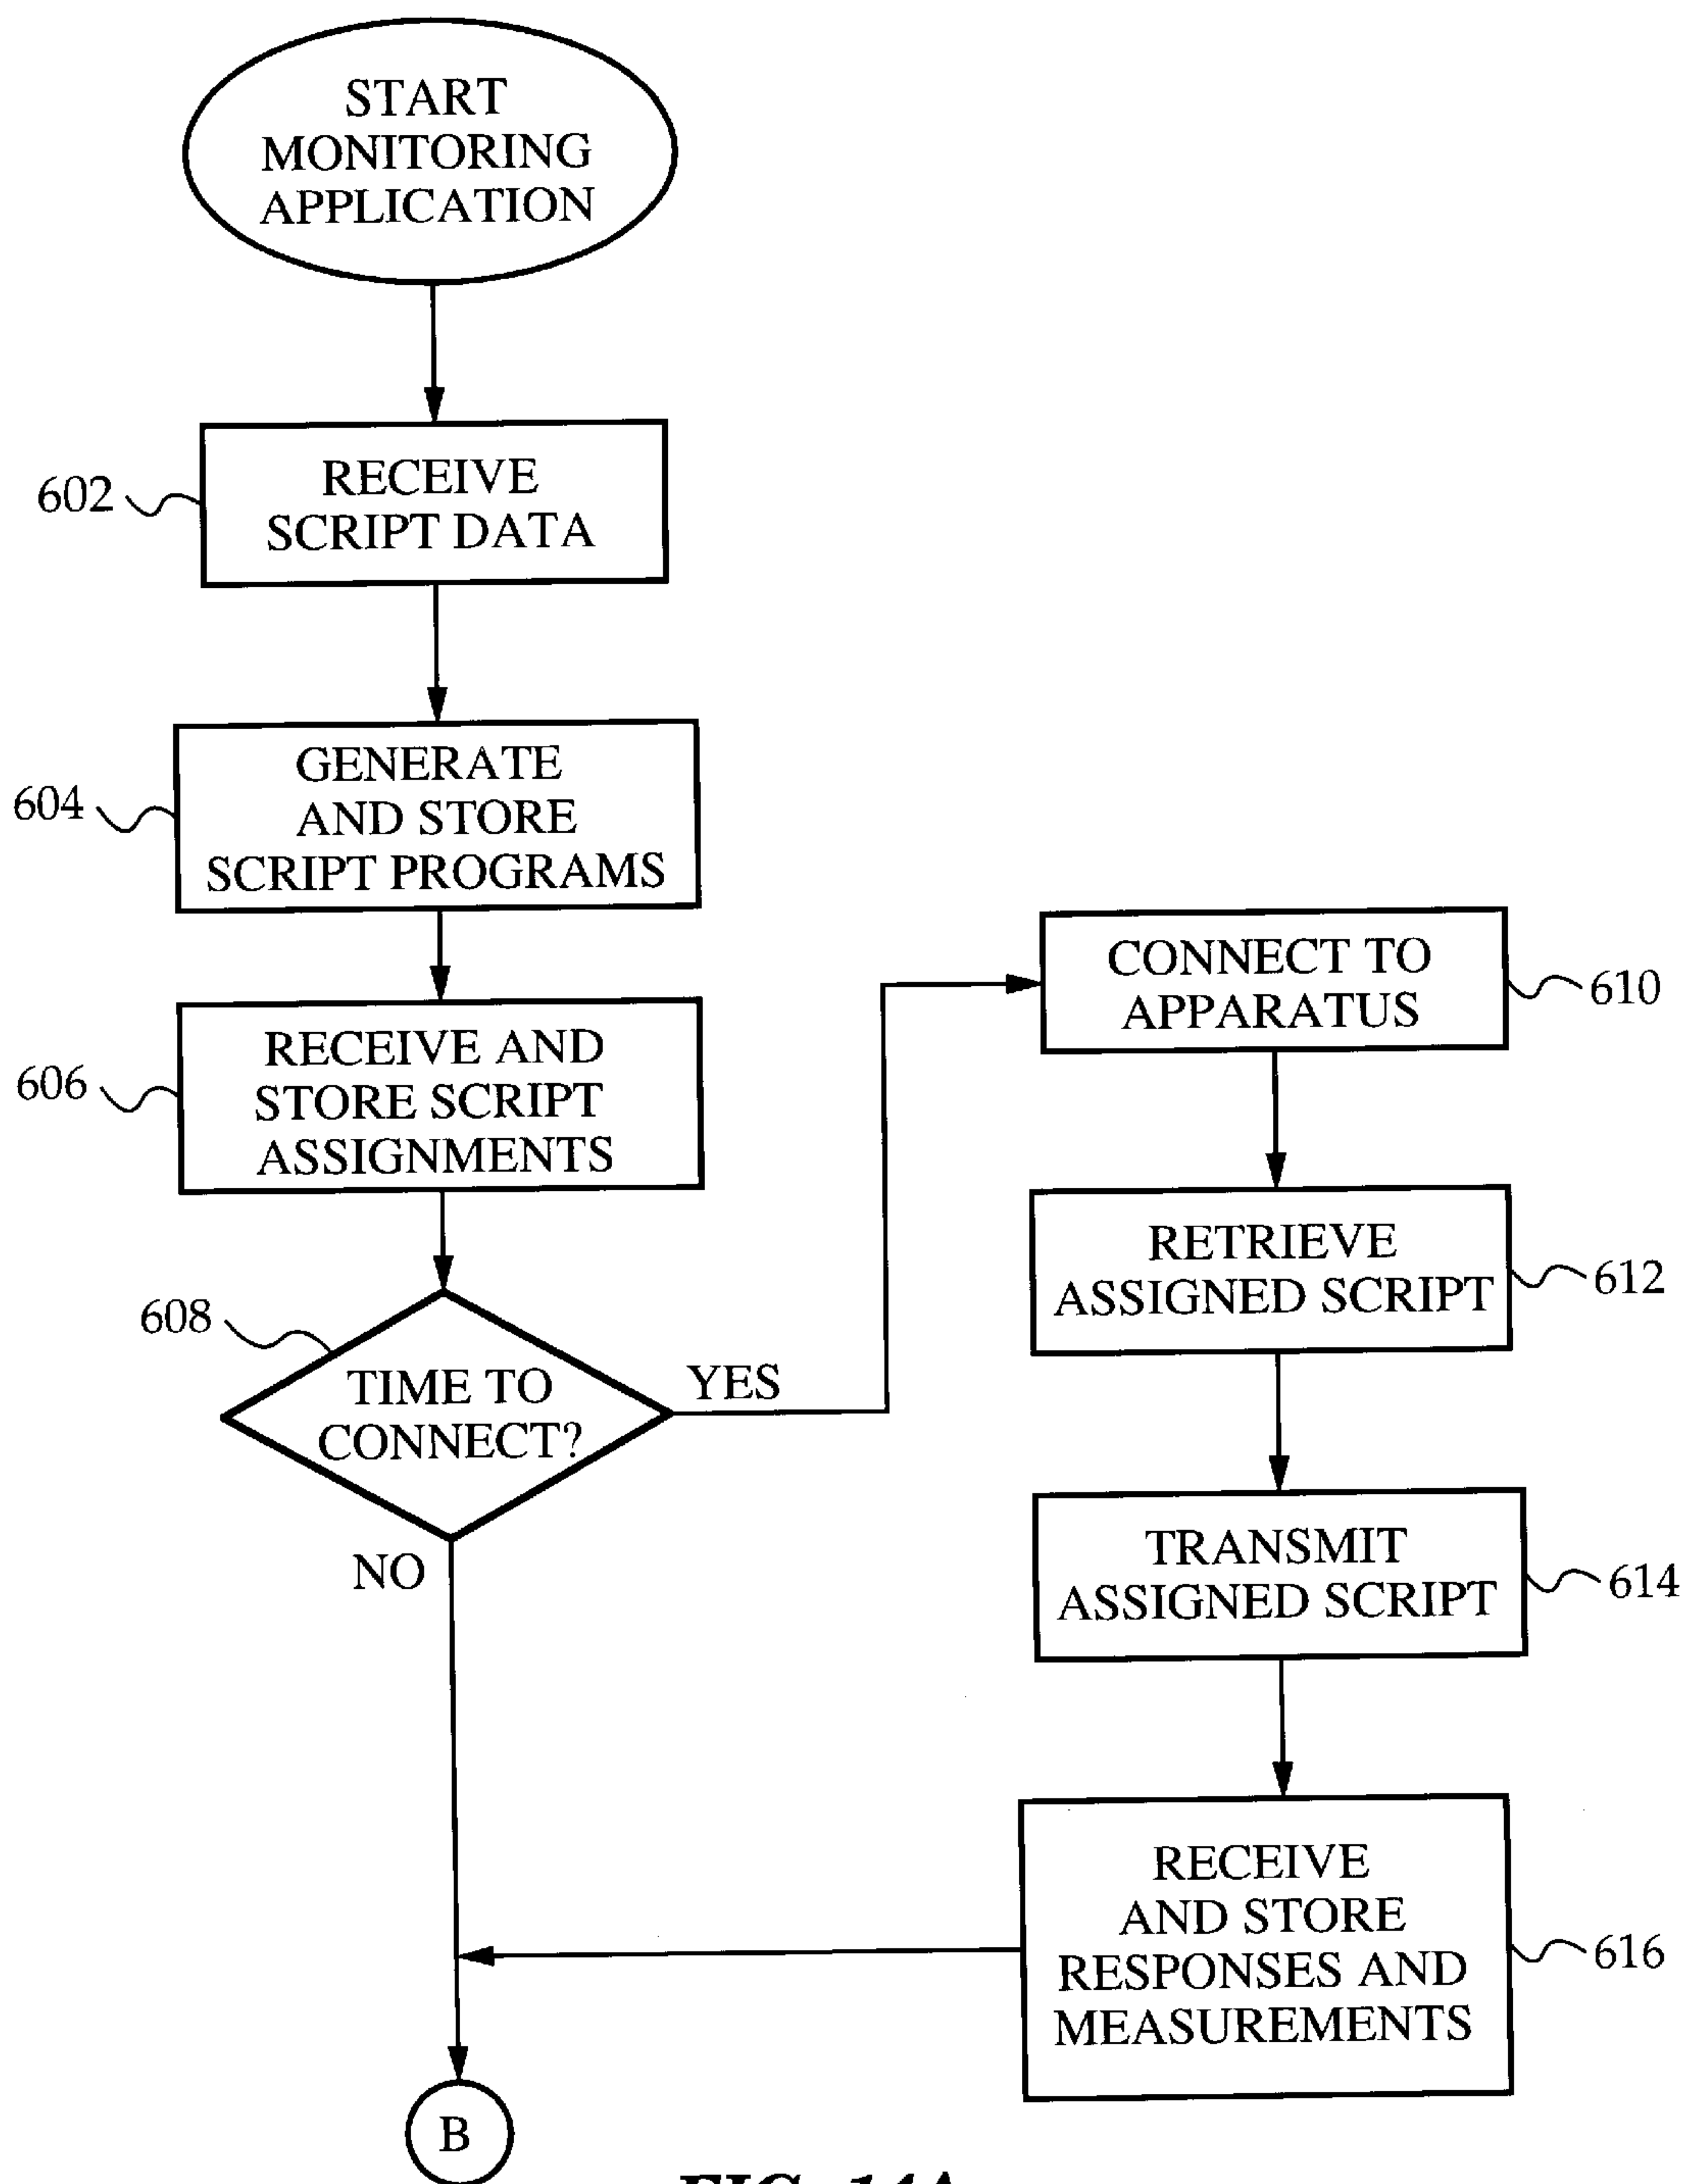 START
MONITORING
APPLICATION
602
RECEIVE
SCRIPT DATA
604
GENERATE
AND STORE
SCRIPT PROGRAMS
606
RECEIVE AND
STORE SCRIPT
ASSIGNMENTS
608
TIME TO
CONNECT?
YES
NO
CONNECT TO
APPARATUS
610
RETRIEVE
ASSIGNED SCRIPT
612
TRANSMIT
ASSIGNED SCRIPT
614
RECEIVE
AND STORE
RESPONSES AND
MEASUREMENTS
616
B
FIG. 14A